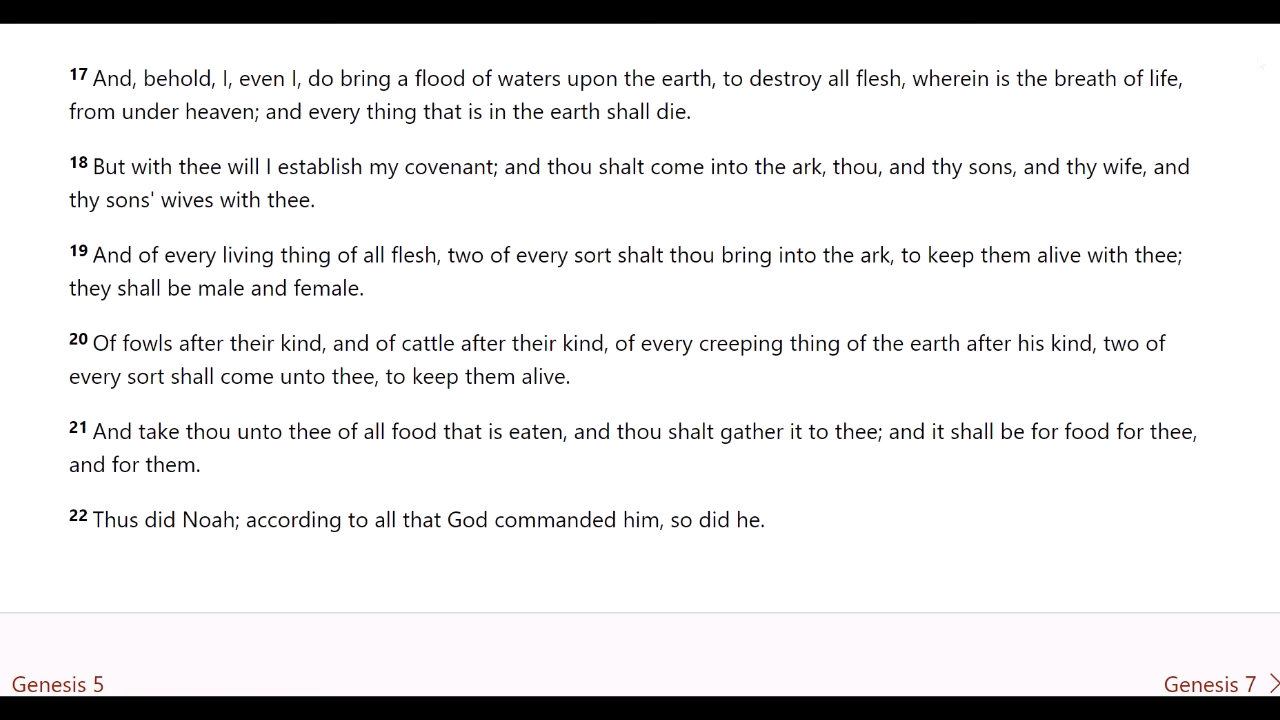 17 And, behold, I, even I, do bring a flood of waters upon the earth, to destroy all flesh, wherein is the breath of life,
from under heaven; and every thing that is in the earth shall die.
18 But with thee will I establish my covenant; and thou shalt come into the ark, thou, and thy sons, and thy wife, and
thy sons' wives with thee.
19 And of every living thing of all flesh, two of every sort shalt thou bring into the ark, to keep them alive with thee;
they shall be male and female.
20 Of fowls after their kind, and of cattle after their kind, of every creeping thing of the earth after his kind, two of
every sort shall come unto thee, to keep them alive.
21 And take thou unto thee of all food that is eaten, and thou shalt gather it to thee; and it shall be for food for thee,
and for them.
22 Thus did Noah; according to all that God commanded him, so did he.
Genesis 5
Genesis 7